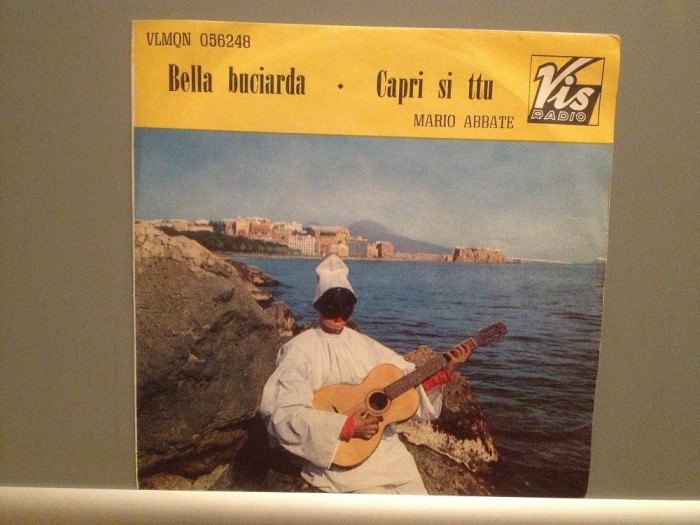 VLMQN 056248
Bella buciarda · Capri si ttu
Vis
RADIO
MARIO ABBATE